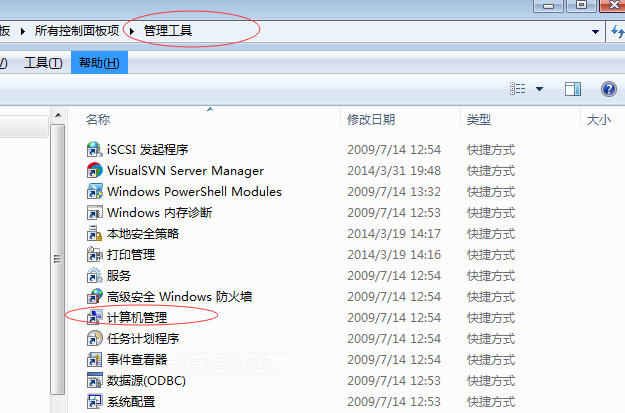 板 ▸ 所有控制面板项 ▸ 管理工具
V) 工具(T) 帮助(H)
名称 修改日期 类型 大小
iSCSI 发起程序 2009/7/14 12:54 快捷方式
VisualSVN Server Manager 2014/3/31 19:48 快捷方式
Windows PowerShell Modules 2009/7/14 13:32 快捷方式
Windows 内存诊断 2009/7/14 12:53 快捷方式
本地安全策略 2014/3/19 14:17 快捷方式
打印管理 2014/3/19 14:16 快捷方式
服务 2009/7/14 12:54 快捷方式
高级安全 Windows 防火墙 2009/7/14 12:54 快捷方式
计算机管理 2009/7/14 12:54 快捷方式
任务计划程序 2009/7/14 12:54 快捷方式
事件查看器 2009/7/14 12:54 快捷方式
数据源(ODBC) 2009/7/14 12:53 快捷方式
系统配置 2009/7/14 12:53 快捷方式